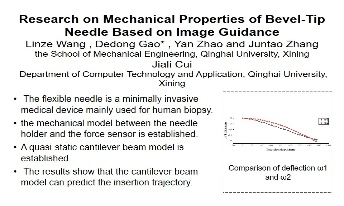 Research on Mechanical Properties of Bevel-Tip
Needle Based on Image Guidance
Linze Wang , Dedong Gao* , Yan Zhao and Juntao Zhang
the School of Mechanical Engineering, Qinghai University, Xining
Jiali Cui
Department of Computer Technology and Application, Qinghai University,
Xining
• The flexible needle is a minimally invasive
medical device mainly used for human biopsy.
• the mechanical model between the needle
holder and the force sensor is established.
• A quasi static cantilever beam model is
established
• The results show that the cantilever beam
model can predict the insertion trajectory.
Comparison of deflection ω1
and ω2